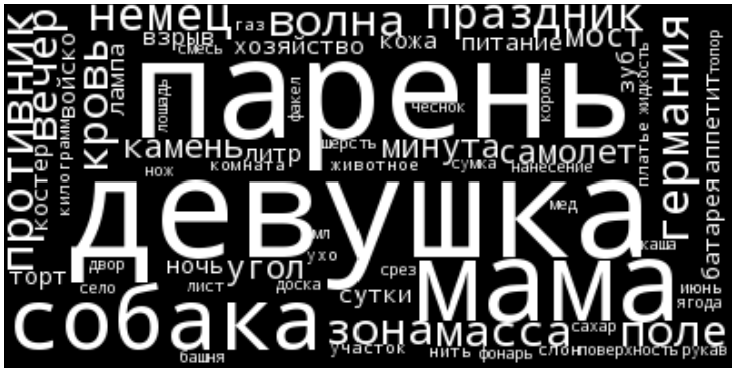 немец
газ
волна
праздник
взрыв
смесь
хозяйство
кожа
питание
мост
противник
вечер
войско
лампа
кровь
парень
зуб
германия
топор
жидкость
платье
аппетит
лошадь
факел
чеснок
король
костер
килограмм
камень
литр
шерсть
минута
самолет
нож
комната
животное
сумка
нанесение
девушка
мед
мл
ухо
каша
батарея
торт
двор
ночь
угол
срез
мама
июнь
село
лист
доска
сутки
ягода
собака
зона
масса
сахар
поле
башня
участок
нить
фонарь
слон
поверхность
рукав